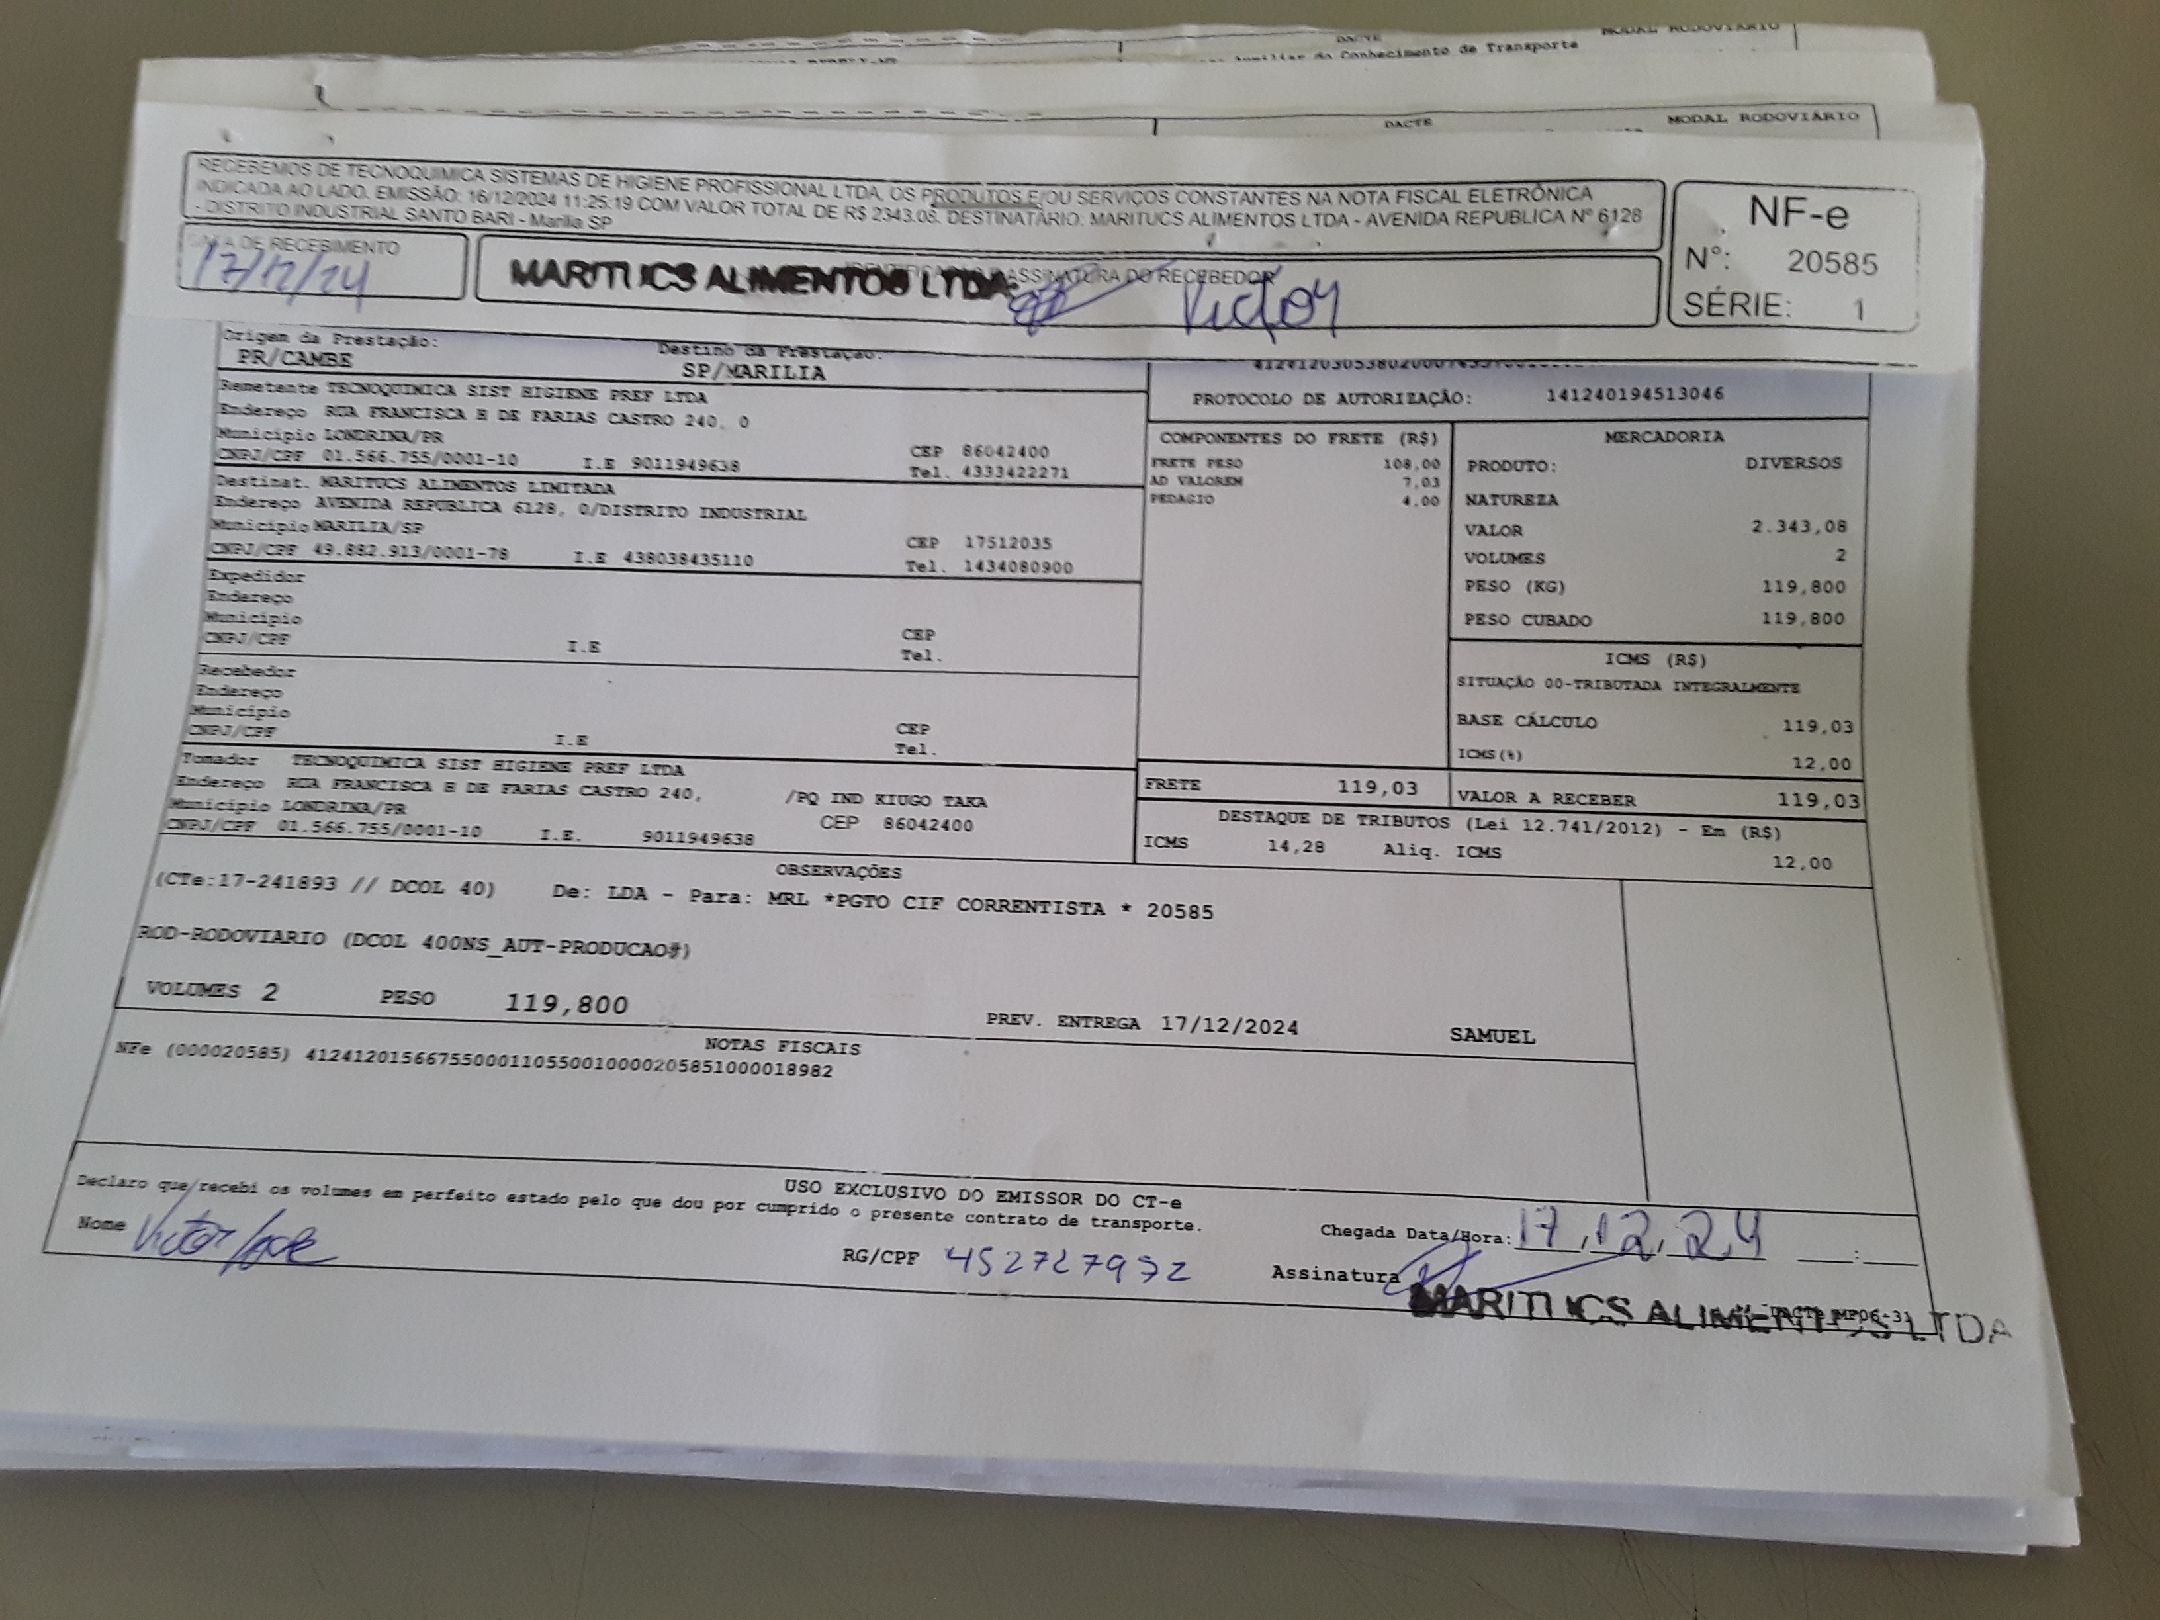 MODAL RODOVIÁRIO
DACTE
Auxiliar do Conhecimento de Transporte
DACTE MODAL RODOVIÁRIO
RECEBEMOS DE TECNOQUIMICA SISTEMAS DE HIGIENE PROFISSIONAL LTDA, OS PRODUTOS E/OU SERVIÇOS CONSTANTES NA NOTA FISCAL ELETRÔNICA
INDICADA AO LADO. EMISSÃO: 16/12/2024 11:25:19 COM VALOR TOTAL DE R$ 2343.08. DESTINATÁRIO: MARITUCS ALIMENTOS LTDA - AVENIDA REPUBLICA Nº 6128
- DISTRITO INDUSTRIAL SANTO BARI - Marilia SP
NF-e
Nº: 20585
SÉRIE: 1
DATA DE RECEBIMENTO
17/12/24
ASSINATURA DO RECEBEDOR
MARITUCS ALIMENTOS LTDA
Victor
Origem da Prestação: Destino da Prestação:
PR/CAMBE SP/MARILIA
Remetente TECNOQUIMICA SIST HIGIENE PREF LTDA
Endereço RUA FRANCISCA H DE FARIAS CASTRO 240, 0
Município LONDRINA/PR CEP 86042400
CNPJ/CPF 01.566.755/0001-10 I.E 9011949638 Tel. 4333422271
Destinat. MARITUCS ALIMENTOS LIMITADA
Endereço AVENIDA REPUBLICA 6128, 0/DISTRITO INDUSTRIAL
Município MARILIA/SP CEP 17512035
CNPJ/CPF 49.882.913/0001-78 I.E 438038435110 Tel. 1434080900
Expedidor
Endereço
Município CEP
CNPJ/CPF I.E Tel.
Recebedor
Endereço
Município CEP
CNPJ/CPF I.E Tel.
Tomador TECNOQUIMICA SIST HIGIENE PREF LTDA
Endereço RUA FRANCISCA H DE FARIAS CASTRO 240, /PQ IND KIUGO TAKA
Município LONDRINA/PR CEP 86042400
CNPJ/CPF 01.566.755/0001-10 I.E. 9011949638
PROTOCOLO DE AUTORIZAÇÃO: 141240194513046
COMPONENTES DO FRETE (R$)
FRETE PESO 108,00
AD VALOREM 7,03
PEDAGIO 4,00
MERCADORIA
PRODUTO: DIVERSOS
NATUREZA
VALOR 2.343,08
VOLUMES 2
PESO (KG) 119,800
PESO CUBADO 119,800
ICMS (R$)
SITUAÇÃO 00-TRIBUTADA INTEGRALMENTE
BASE CÁLCULO 119,03
ICMS(%) 12,00
FRETE 119,03 VALOR A RECEBER 119,03
DESTAQUE DE TRIBUTOS (Lei 12.741/2012) - Em (R$)
ICMS 14,28 Aliq. ICMS 12,00
OBSERVAÇÕES
(CTe:17-241893 // DCOL 40) De: LDA - Para: MRL *PGTO CIF CORRENTISTA * 20585
ROD-RODOVIARIO (DCOL 400NS_AUT-PRODUCAO#)
VOLUMES 2 PESO 119,800 PREV. ENTREGA 17/12/2024 SAMUEL
NOTAS FISCAIS
NFe (000020585) 41241201566755000110550010000205851000018982
USO EXCLUSIVO DO EMISSOR DO CT-e
Declaro que recebi os volumes em perfeito estado pelo que dou por cumprido o presente contrato de transporte.
Nome Victor RG/CPF 452727972 Chegada Data/Hora: 17,12,24 :
Assinatura
MARITUCS ALIMENTOS LTDA